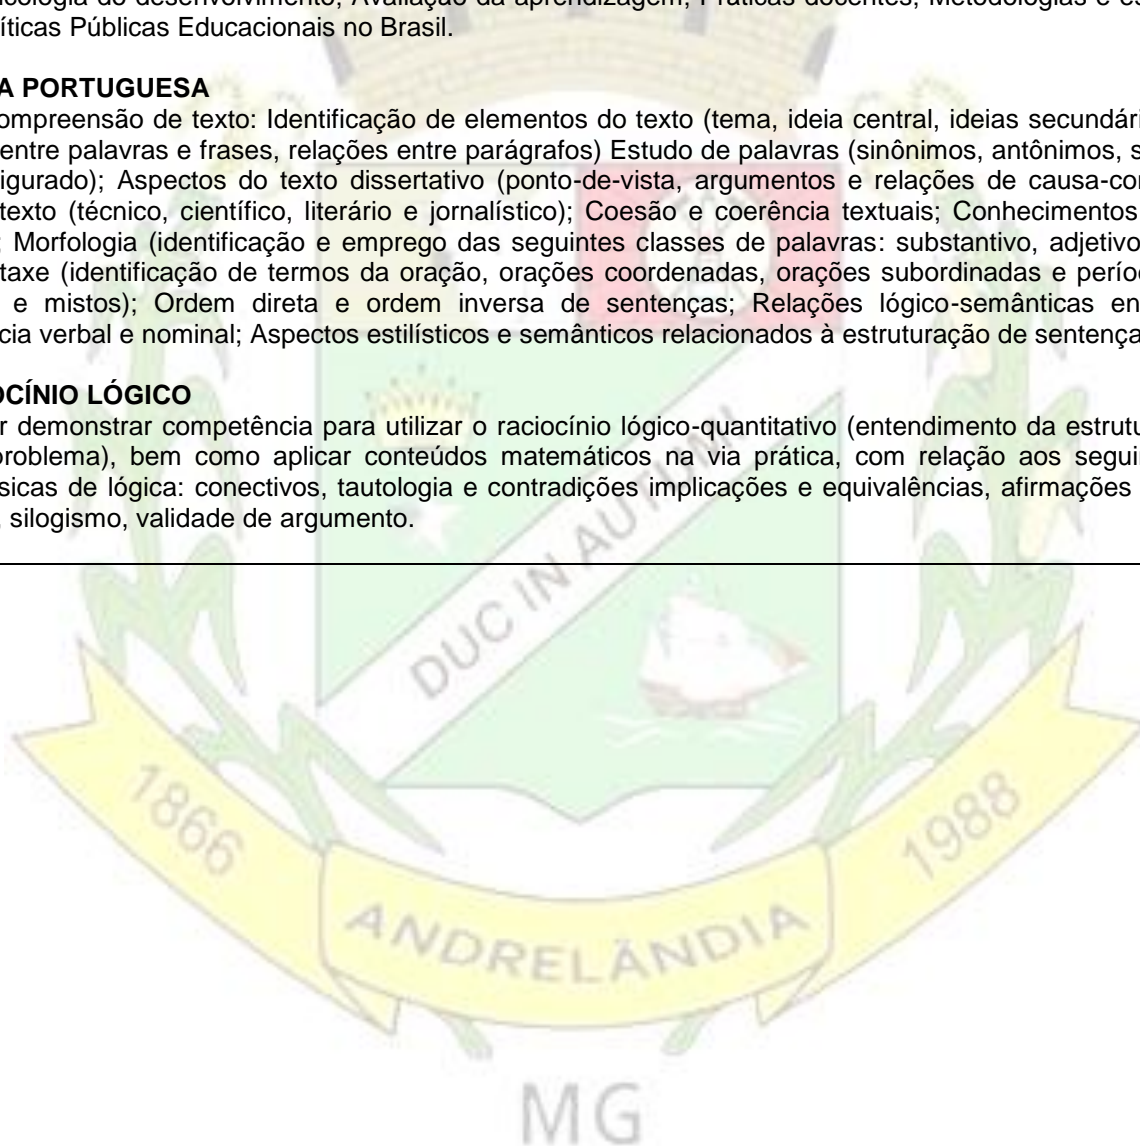 icologia do desenvolvimento; Avaliação da aprendizagem; Práticas docentes; Metodologias e es
íticas Públicas Educacionais no Brasil.
A PORTUGUESA
ompreensão de texto: Identificação de elementos do texto (tema, ideia central, ideias secundári
entre palavras e frases, relações entre parágrafos) Estudo de palavras (sinônimos, antônimos, s
igurado); Aspectos do texto dissertativo (ponto-de-vista, argumentos e relações de causa-co
texto (técnico, científico, literário e jornalístico); Coesão e coerência textuais; Conhecimentos
; Morfologia (identificação e emprego das seguintes classes de palavras: substantivo, adjetivo
taxe (identificação de termos da oração, orações coordenadas, orações subordinadas e períod
e mistos); Ordem direta e ordem inversa de sentenças; Relações lógico-semânticas en
cia verbal e nominal; Aspectos estilísticos e semânticos relacionados à estruturação de sentença
OCÍNIO LÓGICO
r demonstrar competência para utilizar o raciocínio lógico-quantitativo (entendimento da estrutu
problema), bem como aplicar conteúdos matemáticos na via prática, com relação aos segui
sicas de lógica: conectivos, tautologia e contradições implicações e equivalências, afirmações
, silogismo, validade de argumento.
DUC IN AUTUM
1866
1988
ANDRELÂNDIA
MG